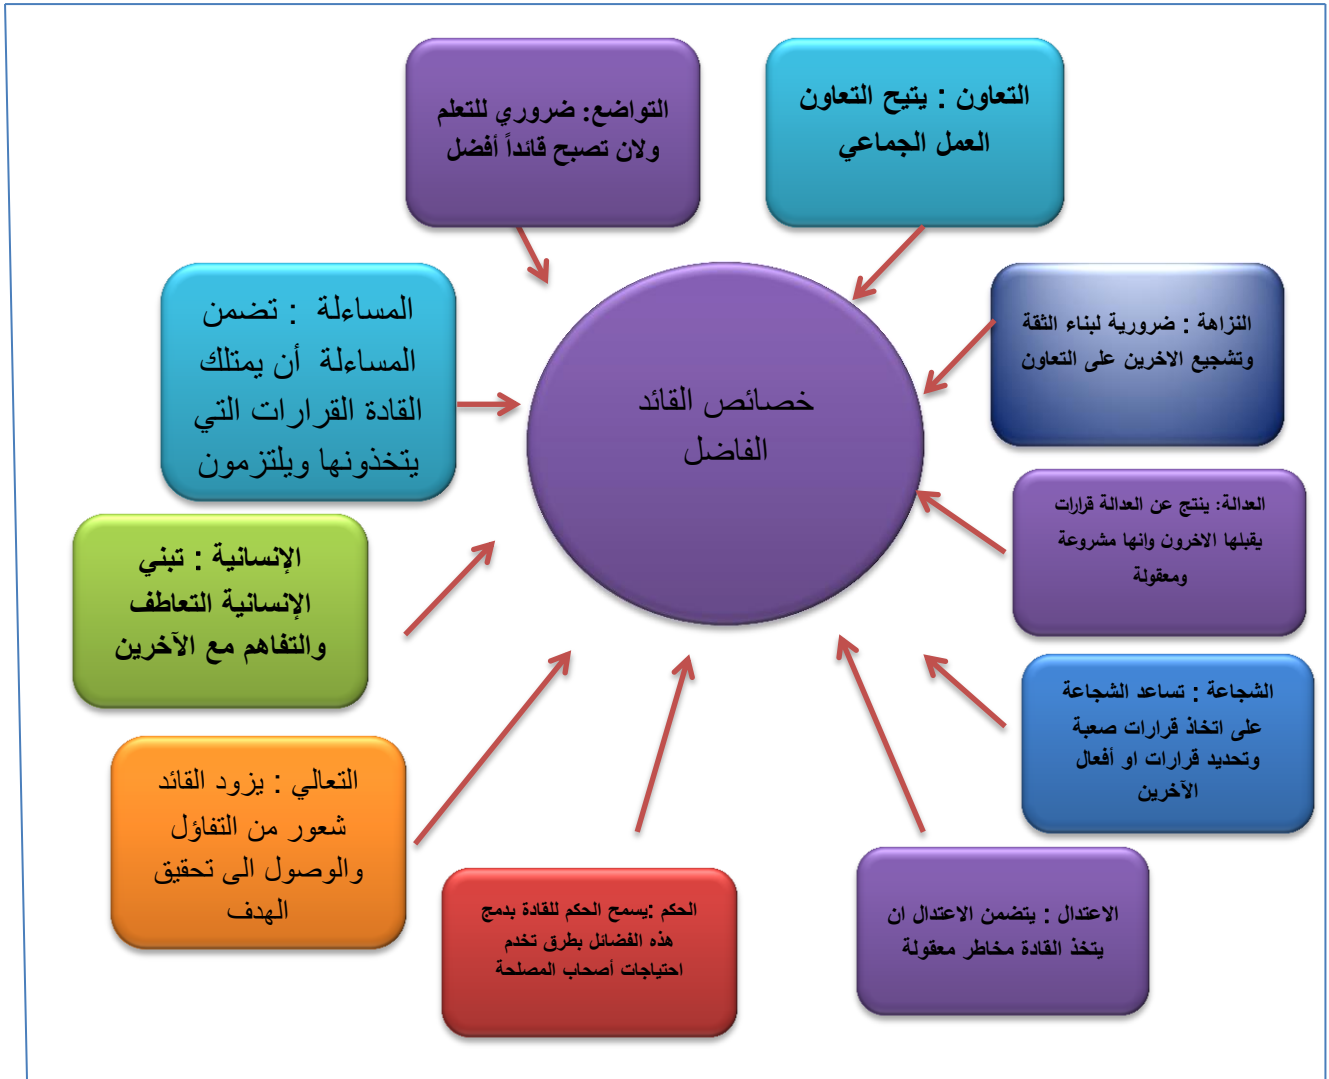 التعاون : يتيح التعاون
العمل الجماعي
التواضع: ضروري للتعلم
ولان تصبح قائداً أفضل
النزاهة : ضرورية لبناء الثقة
وتشجيع الاخرين على التعاون
المساءلة : تضمن
المساءلة أن يمتلك
القادة القرارات التي
يتخذونها ويلتزمون
خصائص القائد
الفاضل
العدالة: ينتج عن العدالة قرارات
يقبلها الاخرون وانها مشروعة
ومعقولة
الإنسانية : تبني
الإنسانية التعاطف
والتفاهم مع الآخرين
الشجاعة : تساعد الشجاعة
على اتخاذ قرارات صعبة
وتحديد قرارات او أفعال
الآخرين
التعالي : يزود القائد
شعور من التفاؤل
والوصول الى تحقيق
الهدف
الحكم :يسمح الحكم للقادة بدمج
هذه الفضائل بطرق تخدم
احتياجات أصحاب المصلحة
الاعتدال : يتضمن الاعتدال ان
يتخذ القادة مخاطر معقولة